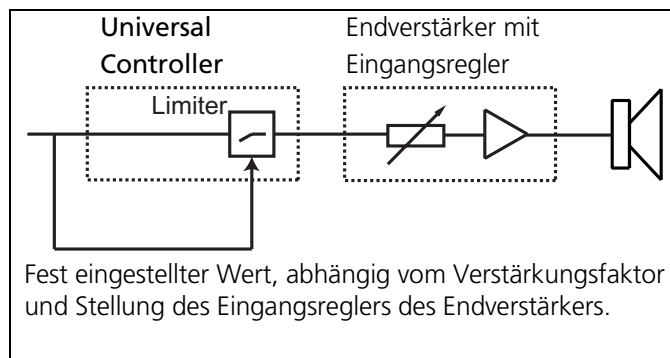 Universal
Controller
Endverstärker mit
Eingangsregler
Limiter
Fest eingestellter Wert, abhängig vom Verstärkungsfaktor
und Stellung des Eingangsreglers des Endverstärkers.